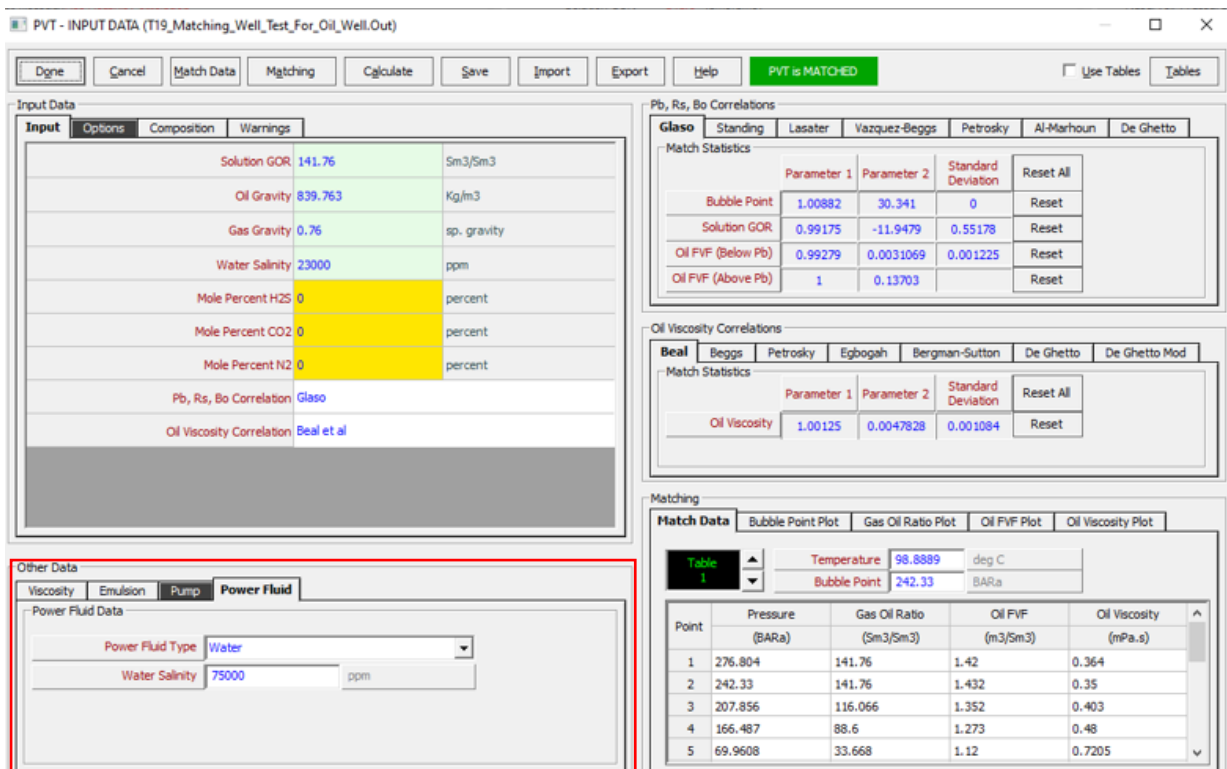 PVT - INPUT DATA (T19_Matching_Well_Test_For_Oil_Well.Out)
Done Cancel Match Data Matching Calculate Save Import Export Help PVT is MATCHED Use Tables Tables
Input Data
Input Options Composition Warnings
Solution GOR 141.76 Sm3/Sm3
Oil Gravity 839.763 Kg/m3
Gas Gravity 0.76 sp. gravity
Water Salinity 23000 ppm
Mole Percent H2S 0 percent
Mole Percent CO2 0 percent
Mole Percent N2 0 percent
Pb, Rs, Bo Correlation Glaso
Oil Viscosity Correlation Beal et al
Other Data
Viscosity Emulsion Pump Power Fluid
Power Fluid Data
Power Fluid Type Water
Water Salinity 75000 ppm
Pb, Rs, Bo Correlations
Glaso Standing Lasater Vazquez-Beggs Petrosky Al-Marhoun De Ghetto
Match Statistics
Parameter 1 Parameter 2 Standard Deviation Reset All
Bubble Point 1.00882 30.341 0 Reset
Solution GOR 0.99175 -11.9479 0.55178 Reset
Oil FVF (Below Pb) 0.99279 0.0031069 0.001225 Reset
Oil FVF (Above Pb) 1 0.13703 Reset
Oil Viscosity Correlations
Beal Beggs Petrosky Egbogah Bergman-Sutton De Ghetto De Ghetto Mod
Match Statistics
Parameter 1 Parameter 2 Standard Deviation Reset All
Oil Viscosity 1.00125 0.0047828 0.001084 Reset
Matching
Match Data Bubble Point Plot Gas Oil Ratio Plot Oil FVF Plot Oil Viscosity Plot
Table 1
Temperature 98.8889 deg C
Bubble Point 242.33 BARa
Point Pressure Gas Oil Ratio Oil FVF Oil Viscosity
(BARa) (Sm3/Sm3) (m3/Sm3) (mPa.s)
1 276.804 141.76 1.42 0.364
2 242.33 141.76 1.432 0.35
3 207.856 116.066 1.352 0.403
4 166.487 88.6 1.273 0.48
5 69.9608 33.668 1.12 0.7205